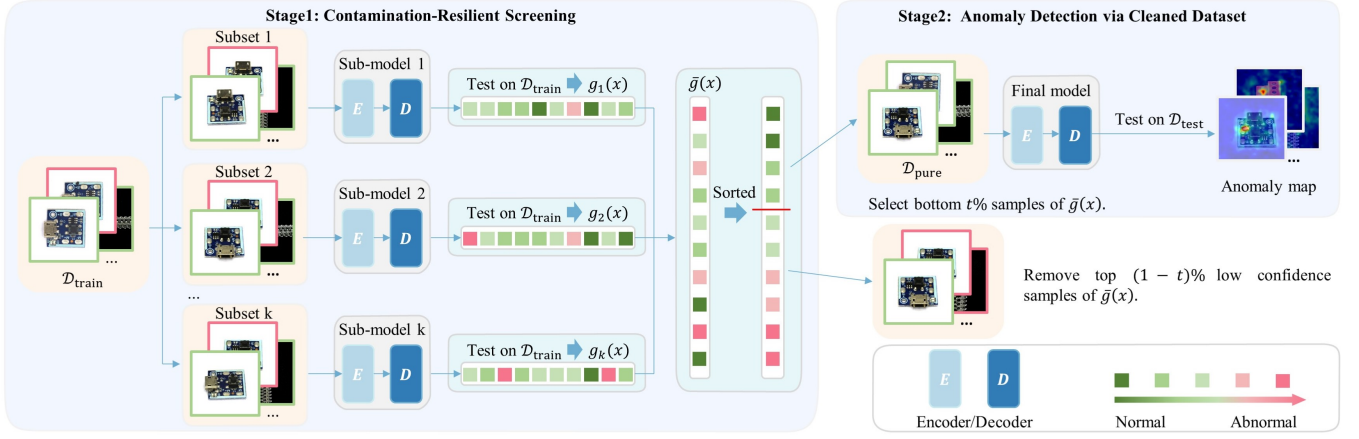 Stage1: Contamination-Resilient Screening
Subset 1
...
Sub-model 1
E
D
Test on 𝒟train g₁(x)
Subset 2
...
Sub-model 2
E
D
Test on 𝒟train g₂(x)
...
𝒟train
...
Subset k
...
Sub-model k
E
D
Test on 𝒟train gₖ(x)
ḡ(x)
Sorted
Stage2: Anomaly Detection via Cleaned Dataset
...
𝒟pure
Final model
E
D
Test on 𝒟test
...
Anomaly map
Select bottom t% samples of ḡ(x).
...
Remove top (1 − t)% low confidence
samples of ḡ(x).
E
D
Encoder/Decoder
Normal
Abnormal